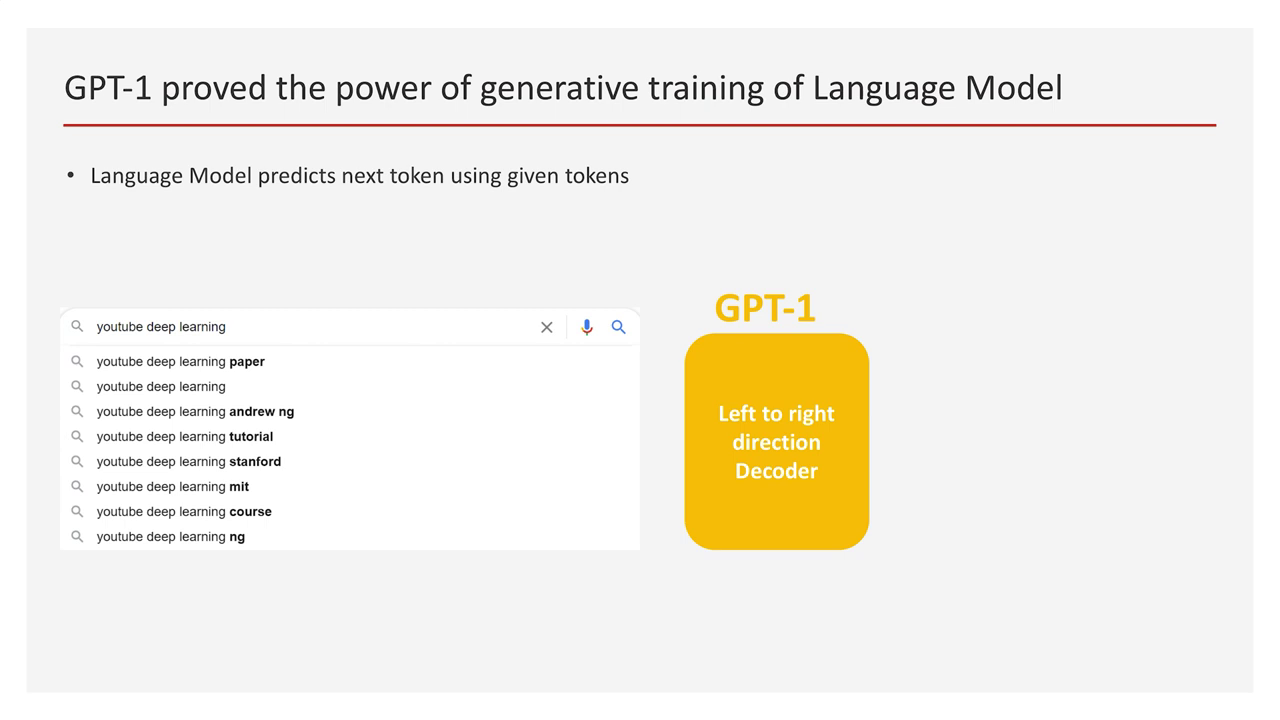 GPT-1 proved the power of generative training of Language Model
• Language Model predicts next token using given tokens
youtube deep learning
youtube deep learning paper
youtube deep learning
youtube deep learning andrew ng
youtube deep learning tutorial
youtube deep learning stanford
youtube deep learning mit
youtube deep learning course
youtube deep learning ng
GPT-1
Left to right
direction
Decoder